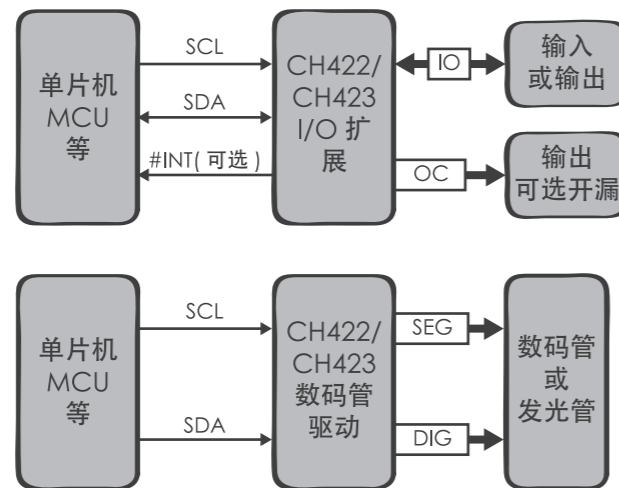 单片机
MCU
等
SCL
SDA
#INT( 可选 )
CH422/
CH423
I/O 扩
展
IO
OC
输入
或输出
输出
可选开漏
单片机
MCU
等
SCL
SDA
CH422/
CH423
数码管
驱动
SEG
DIG
数码管
或
发光管